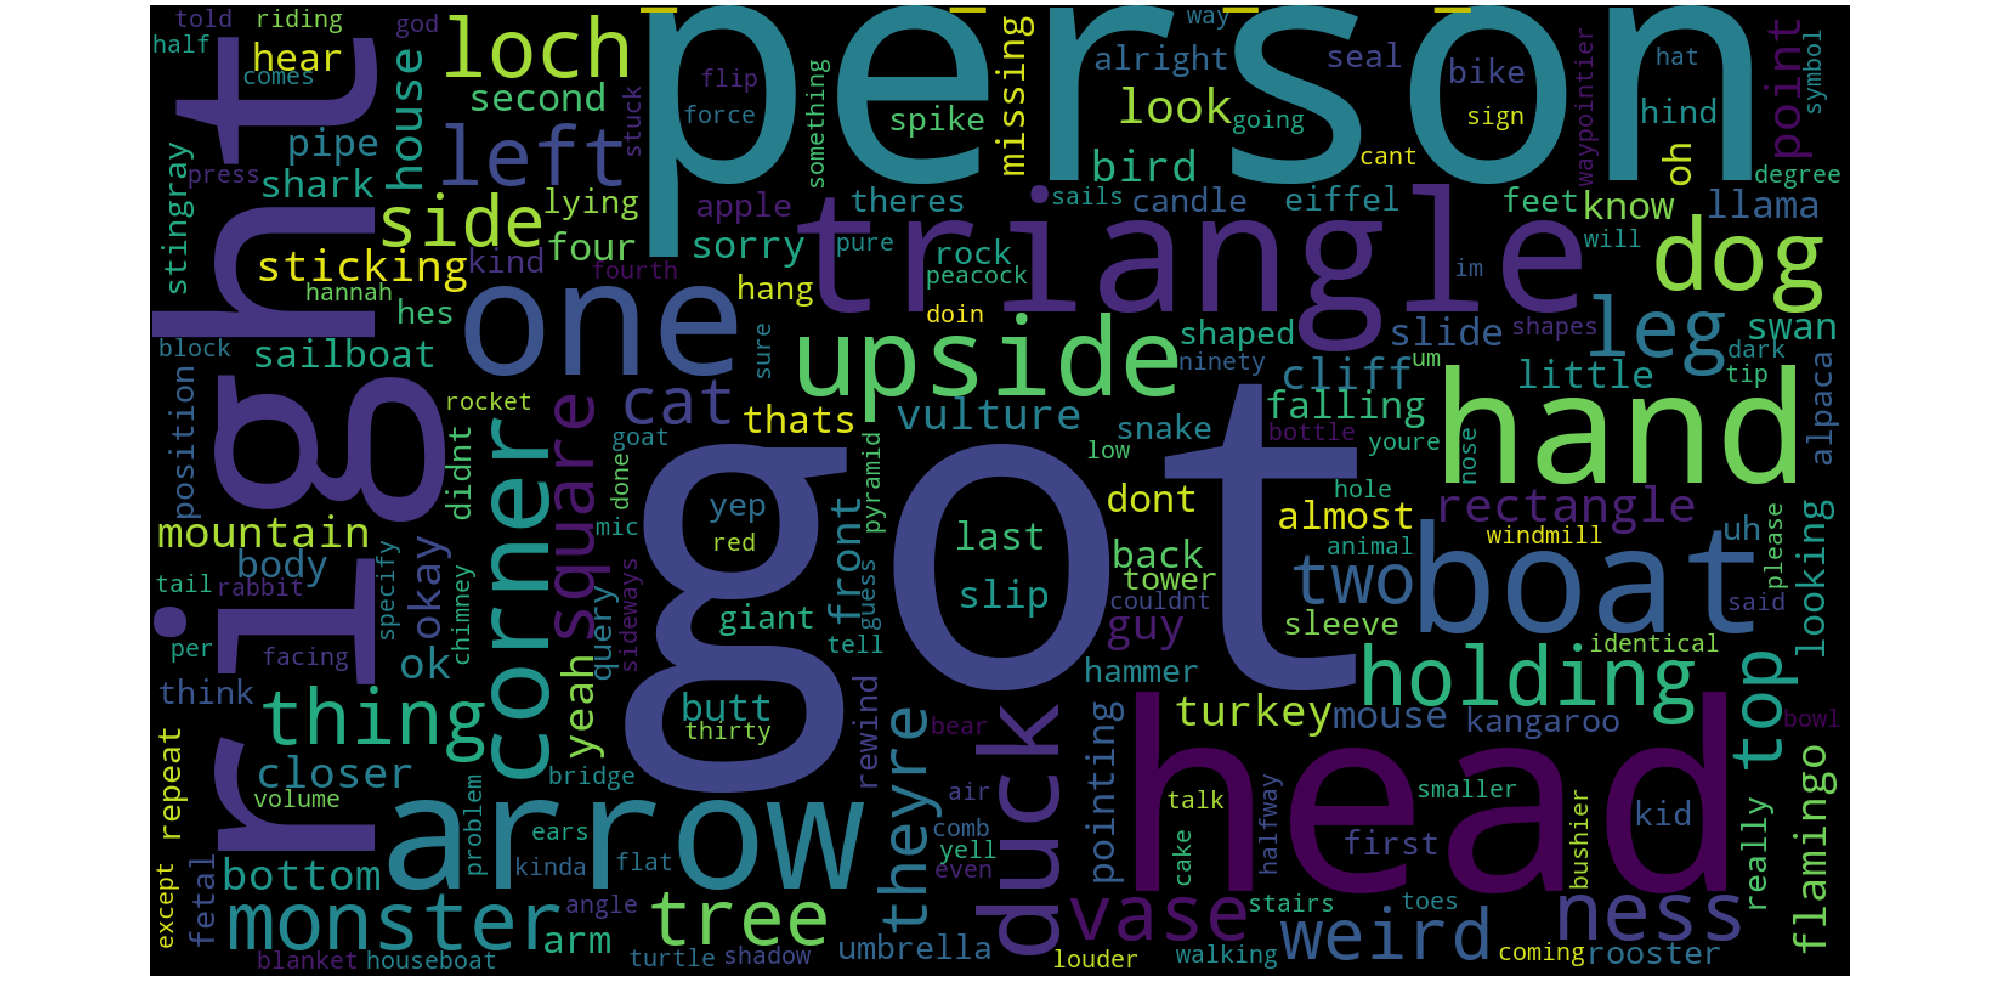 told
riding
god
loch
person
way
half
hear
comes
second
house
pipe
shark
press
stingray
left
stuck
flip
force
something
spike
missing
alright
look
going
bird
seal
bike
sign
cant
hat
hind
waypointier
point
symbol
oh
degree
right
side
lying
four
sticking
kind
fourth
hannah
hes
apple
sorry
theres
pure
rock
peacock
sails
candle
eiffel
feet
know
llama
will
im
triangle
dog
hang
doin
one
sailboat
block
position
rocket
sure
upside
shaped
ninety
slide
shapes
leg
swan
dark
tip
little
cliff
um
falling
alpaca
cat
thats
vulture
snake
low
bottle
youre
nose
hand
corner
square
goat
didnt
done
mic
yep
red
pyramid
front
got
last
slip
dont
back
tower
couldnt
guy
hole
almost
animal
rectangle
windmill
two
boat
uh
please
said
looking
mountain
body
tail
rabbit
specify
okay
chimney
per
facing
ok
think
query
sideways
giant
guess
tell
hammer
sleeve
identical
holding
top
thing
yeah
butt
thirty
rewind
bear
duck
pointing
turkey
mouse
kangaroo
bowl
repeat
closer
volume
bridge
problem
theyre
air
comb
yell
even
talk
cake
halfway
head
smaller
first
bushier
kid
really
flamingo
except
fetal
bottom
arrow
ears
kinda
flat
monster
arm
angle
tree
vase
stairs
toes
weird
ness
blanket
houseboat
turtle
shadow
umbrella
louder
walking
coming
rooster